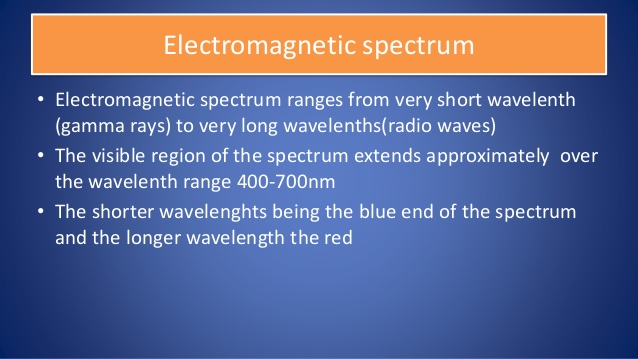 Electromagnetic spectrum
• Electromagnetic spectrum ranges from very short wavelenth
(gamma rays) to very long wavelenths(radio waves)
• The visible region of the spectrum extends approximately over
the wavelenth range 400-700nm
• The shorter wavelenghts being the blue end of the spectrum
and the longer wavelength the red